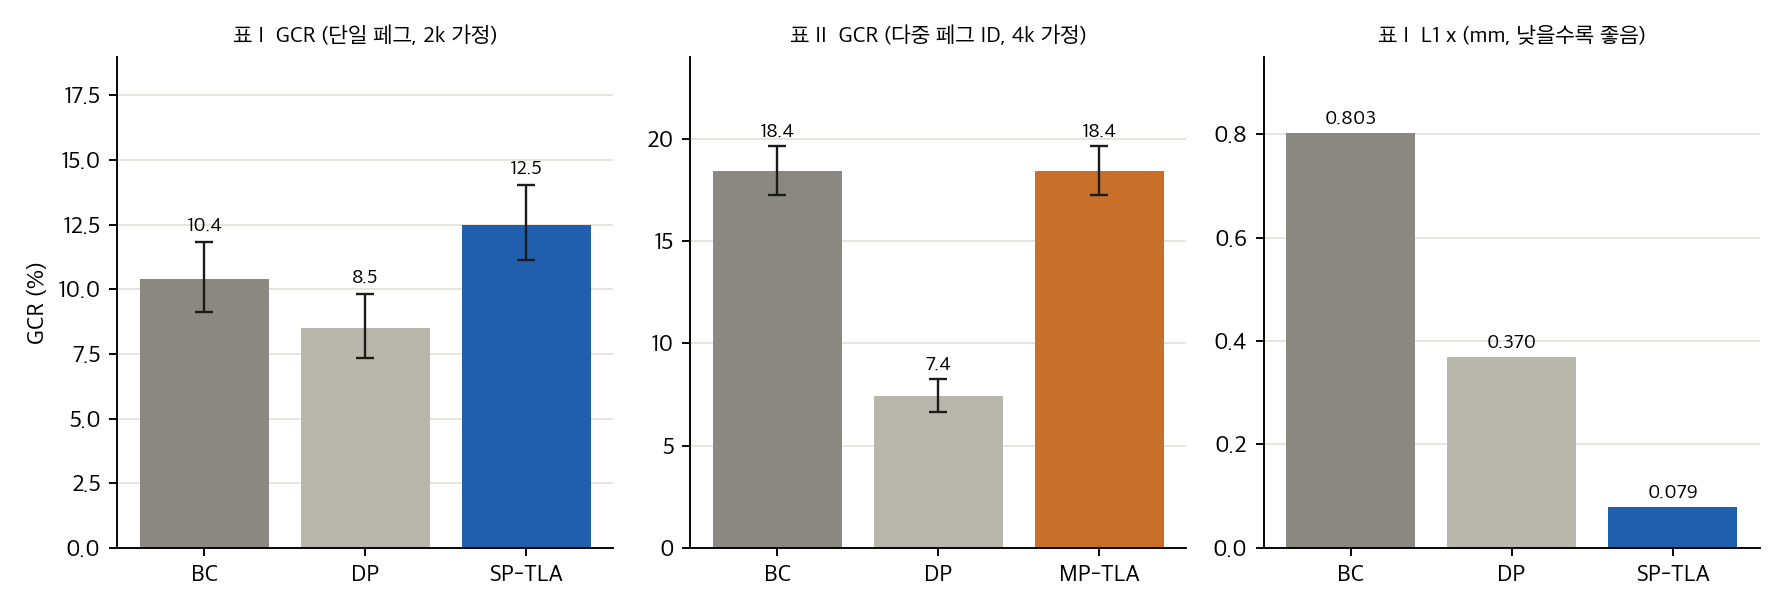 표 I GCR (단일 페그, 2k 가정)
GCR (%)
17.5
15.0
12.5
10.0
7.5
5.0
2.5
0.0
10.4
8.5
12.5
BC
DP
SP-TLA
표 II GCR (다중 페그 ID, 4k 가정)
20
15
10
5
0
18.4
7.4
18.4
BC
DP
MP-TLA
표 I L1 x (mm, 낮을수록 좋음)
0.8
0.6
0.4
0.2
0.0
0.803
0.370
0.079
BC
DP
SP-TLA